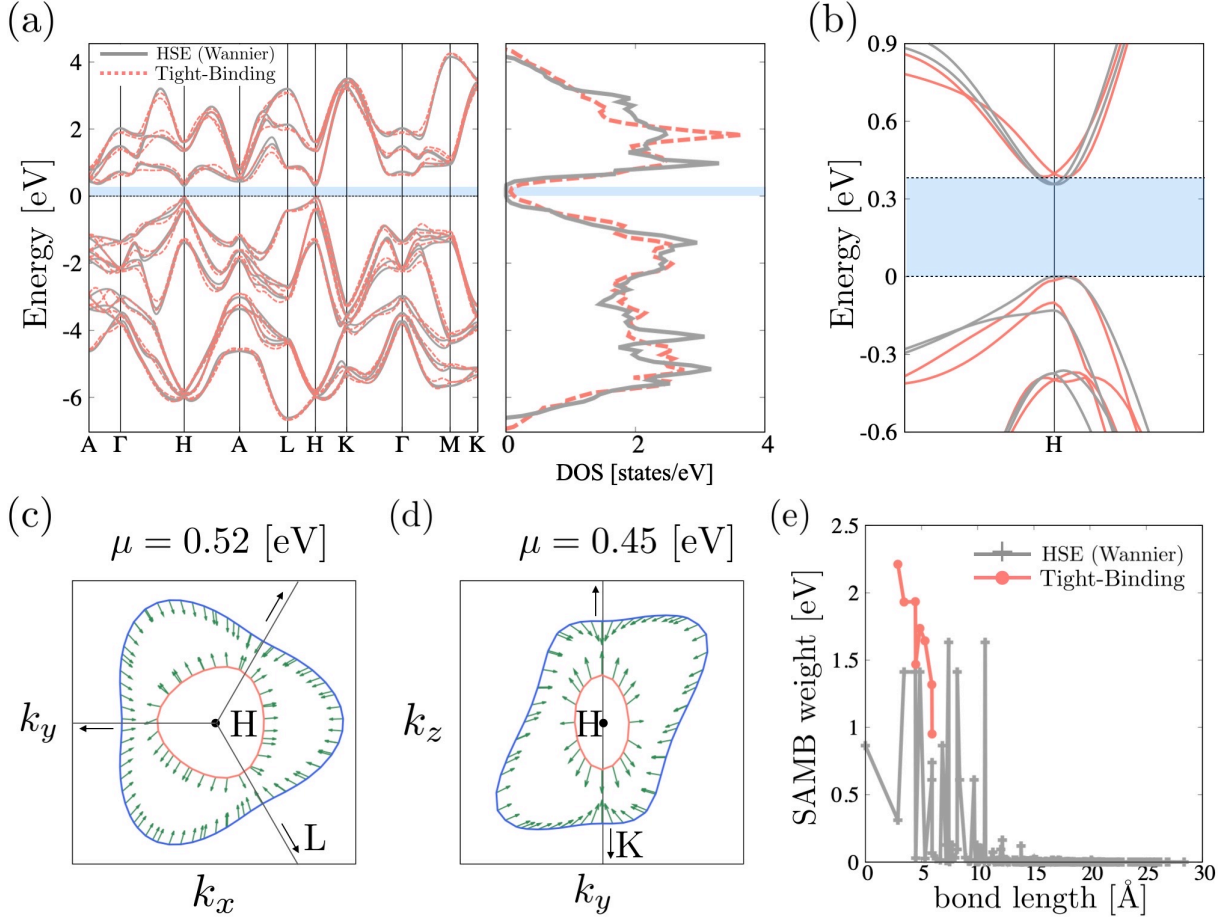 (a)
HSE (Wannier)
Tight-Binding
Energy [eV]
4
2
0
-2
-4
-6
A Γ H A L H K Γ M K
0 2 4
DOS [states/eV]
(b)
Energy [eV]
0.9
0.6
0.3
0
-0.3
-0.6
H
(c)
μ = 0.52 [eV]
k_y
H
L
k_x
(d)
μ = 0.45 [eV]
k_z
H
K
k_y
(e)
SAMB weight [eV]
2.5
2
1.5
1
0.5
0
HSE (Wannier)
Tight-Binding
0 5 10 15 20 25 30
bond length [Å]